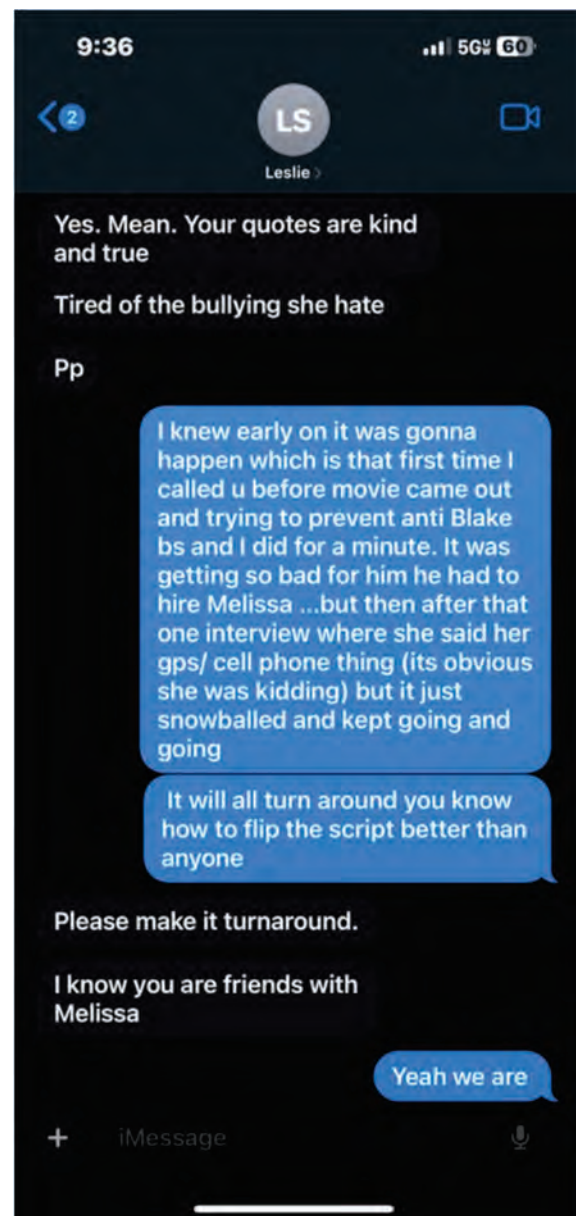 9:36
5G 60
2
LS
Leslie
Yes. Mean. Your quotes are kind
and true
Tired of the bullying she hate
Pp
I knew early on it was gonna
happen which is that first time I
called u before movie came out
and trying to prevent anti Blake
bs and I did for a minute. It was
getting so bad for him he had to
hire Melissa ...but then after that
one interview where she said her
gps/ cell phone thing (its obvious
she was kidding) but it just
snowballed and kept going and
going
It will all turn around you know
how to flip the script better than
anyone
Please make it turnaround.
I know you are friends with
Melissa
Yeah we are
iMessage